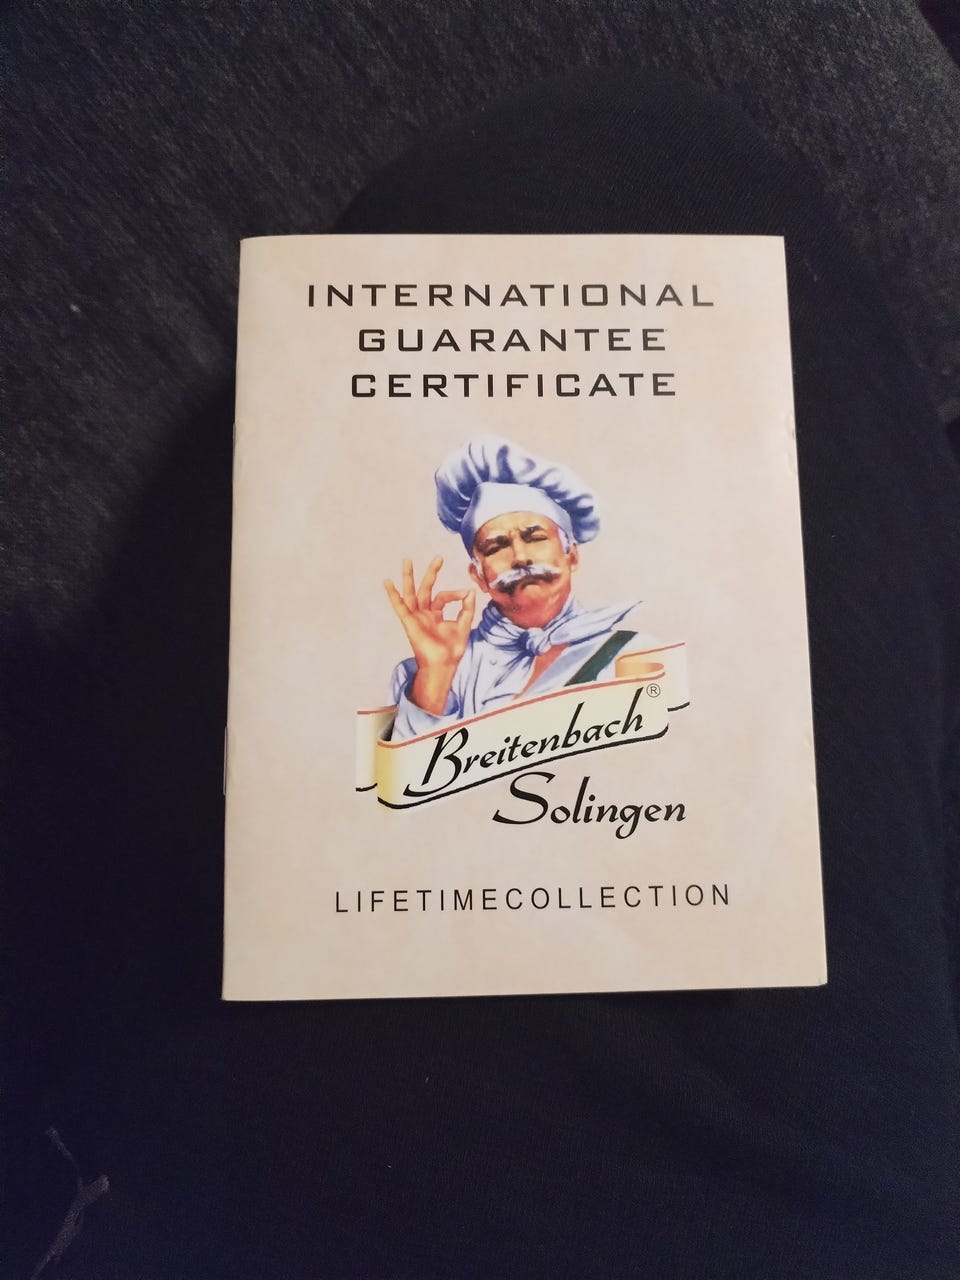 INTERNATIONAL
GUARANTEE
CERTIFICATE
Breitenbach®
Solingen
LIFETIMECOLLECTION